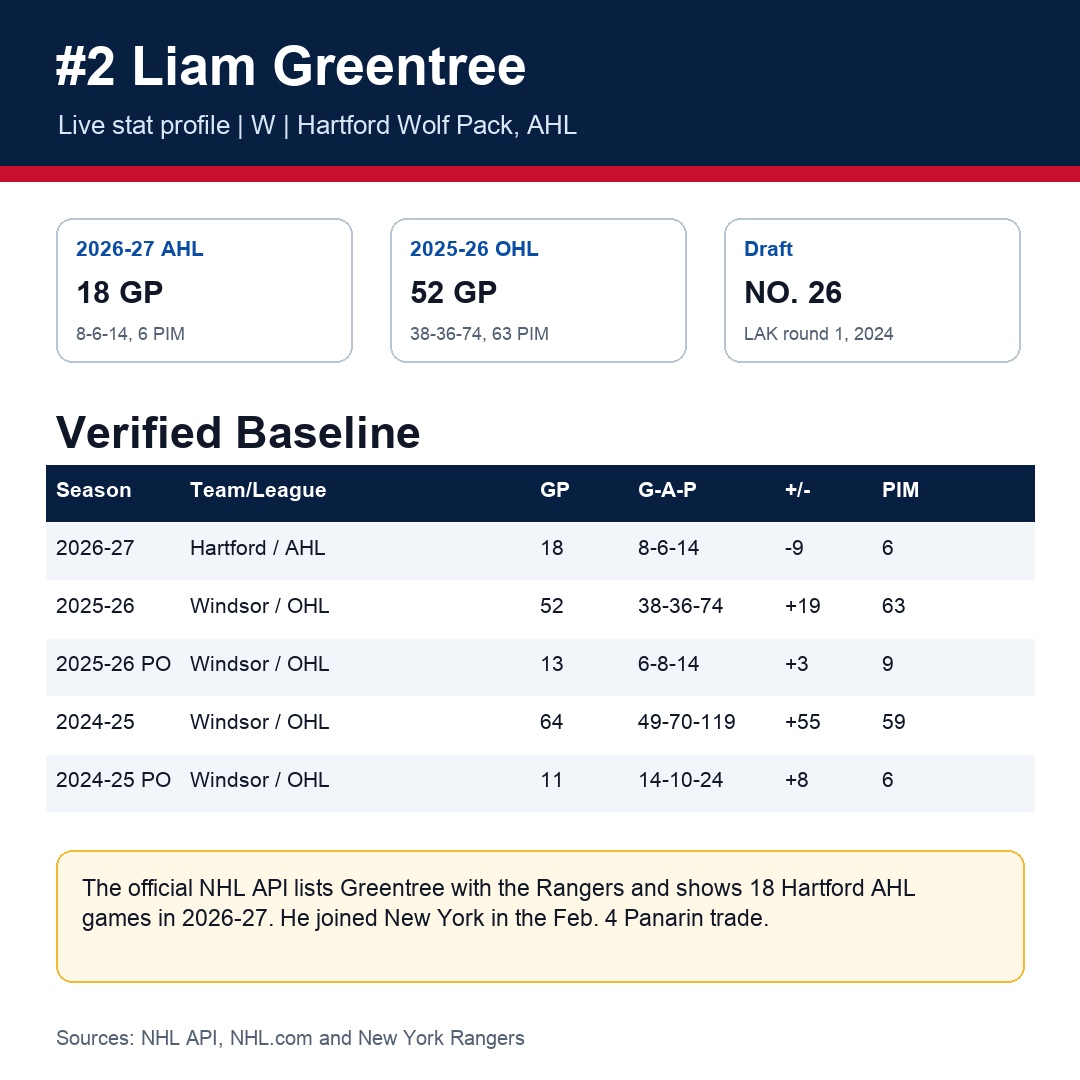 #2 Liam Greentree
Live stat profile | W | Hartford Wolf Pack, AHL
2026-27 AHL
18 GP
8-6-14, 6 PIM
2025-26 OHL
52 GP
38-36-74, 63 PIM
Draft
NO. 26
LAK round 1, 2024
Verified Baseline
Season Team/League GP G-A-P +/- PIM
2026-27 Hartford / AHL 18 8-6-14 -9 6
2025-26 Windsor / OHL 52 38-36-74 +19 63
2025-26 PO Windsor / OHL 13 6-8-14 +3 9
2024-25 Windsor / OHL 64 49-70-119 +55 59
2024-25 PO Windsor / OHL 11 14-10-24 +8 6
The official NHL API lists Greentree with the Rangers and shows 18 Hartford AHL
games in 2026-27. He joined New York in the Feb. 4 Panarin trade.
Sources: NHL API, NHL.com and New York Rangers